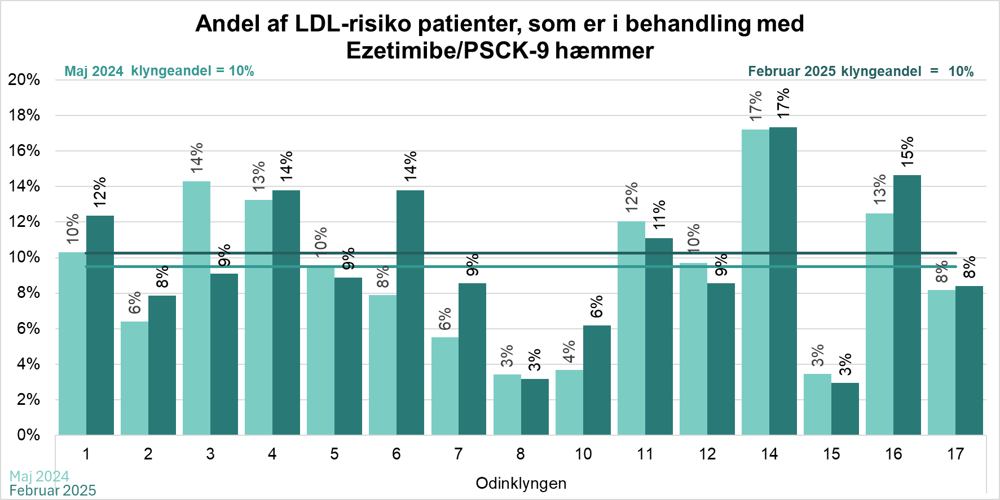 Andel af LDL-risiko patienter, som er i behandling med
Ezetimibe/PSCK-9 hæmmer
Maj 2024 klyngeandel = 10%
Februar 2025 klyngeandel = 10%
20%
18%
16%
14%
12%
10%
8%
6%
4%
2%
0%
10% 12% 6% 8% 14% 9% 13% 14% 10% 9% 8% 14% 6% 9% 3% 3% 4% 6% 12% 11% 10% 9% 17% 17% 3% 3% 13% 15% 8% 8%
1 2 3 4 5 6 7 8 10 11 12 14 15 16 17
Odinklyngen
Maj 2024
Februar 2025